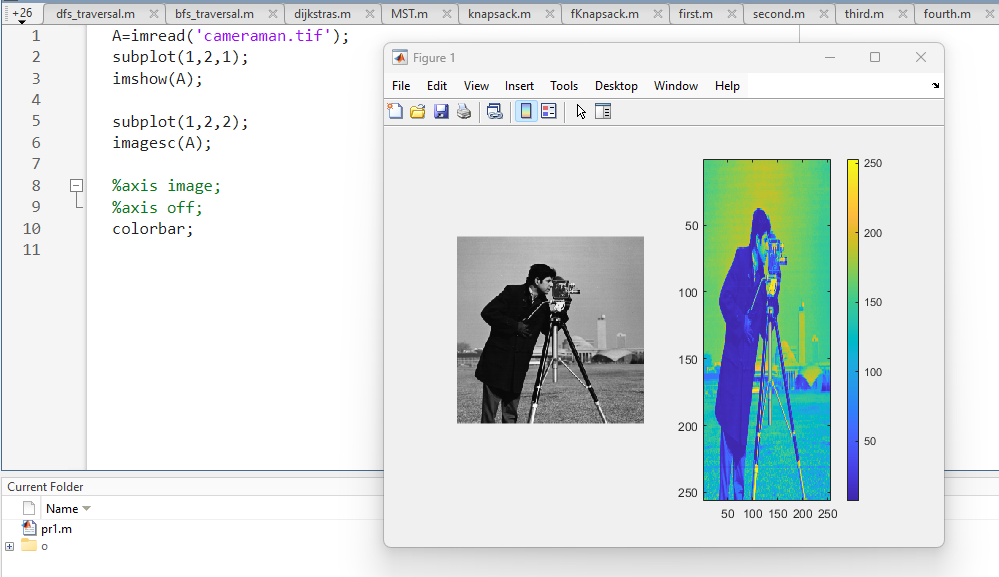 +26 dfs_traversal.m bfs_traversal.m dijkstras.m MST.m knapsack.m fKnapsack.m first.m second.m third.m fourth.m
1 A=imread('cameraman.tif');
2 subplot(1,2,1);
3 imshow(A);
4
5 subplot(1,2,2);
6 imagesc(A);
7
8 %axis image;
9 %axis off;
10 colorbar;
11
Figure 1
File Edit View Insert Tools Desktop Window Help
50
100
150
200
250
50 100 150 200 250
250
200
150
100
50
Current Folder
Name
pr1.m
o